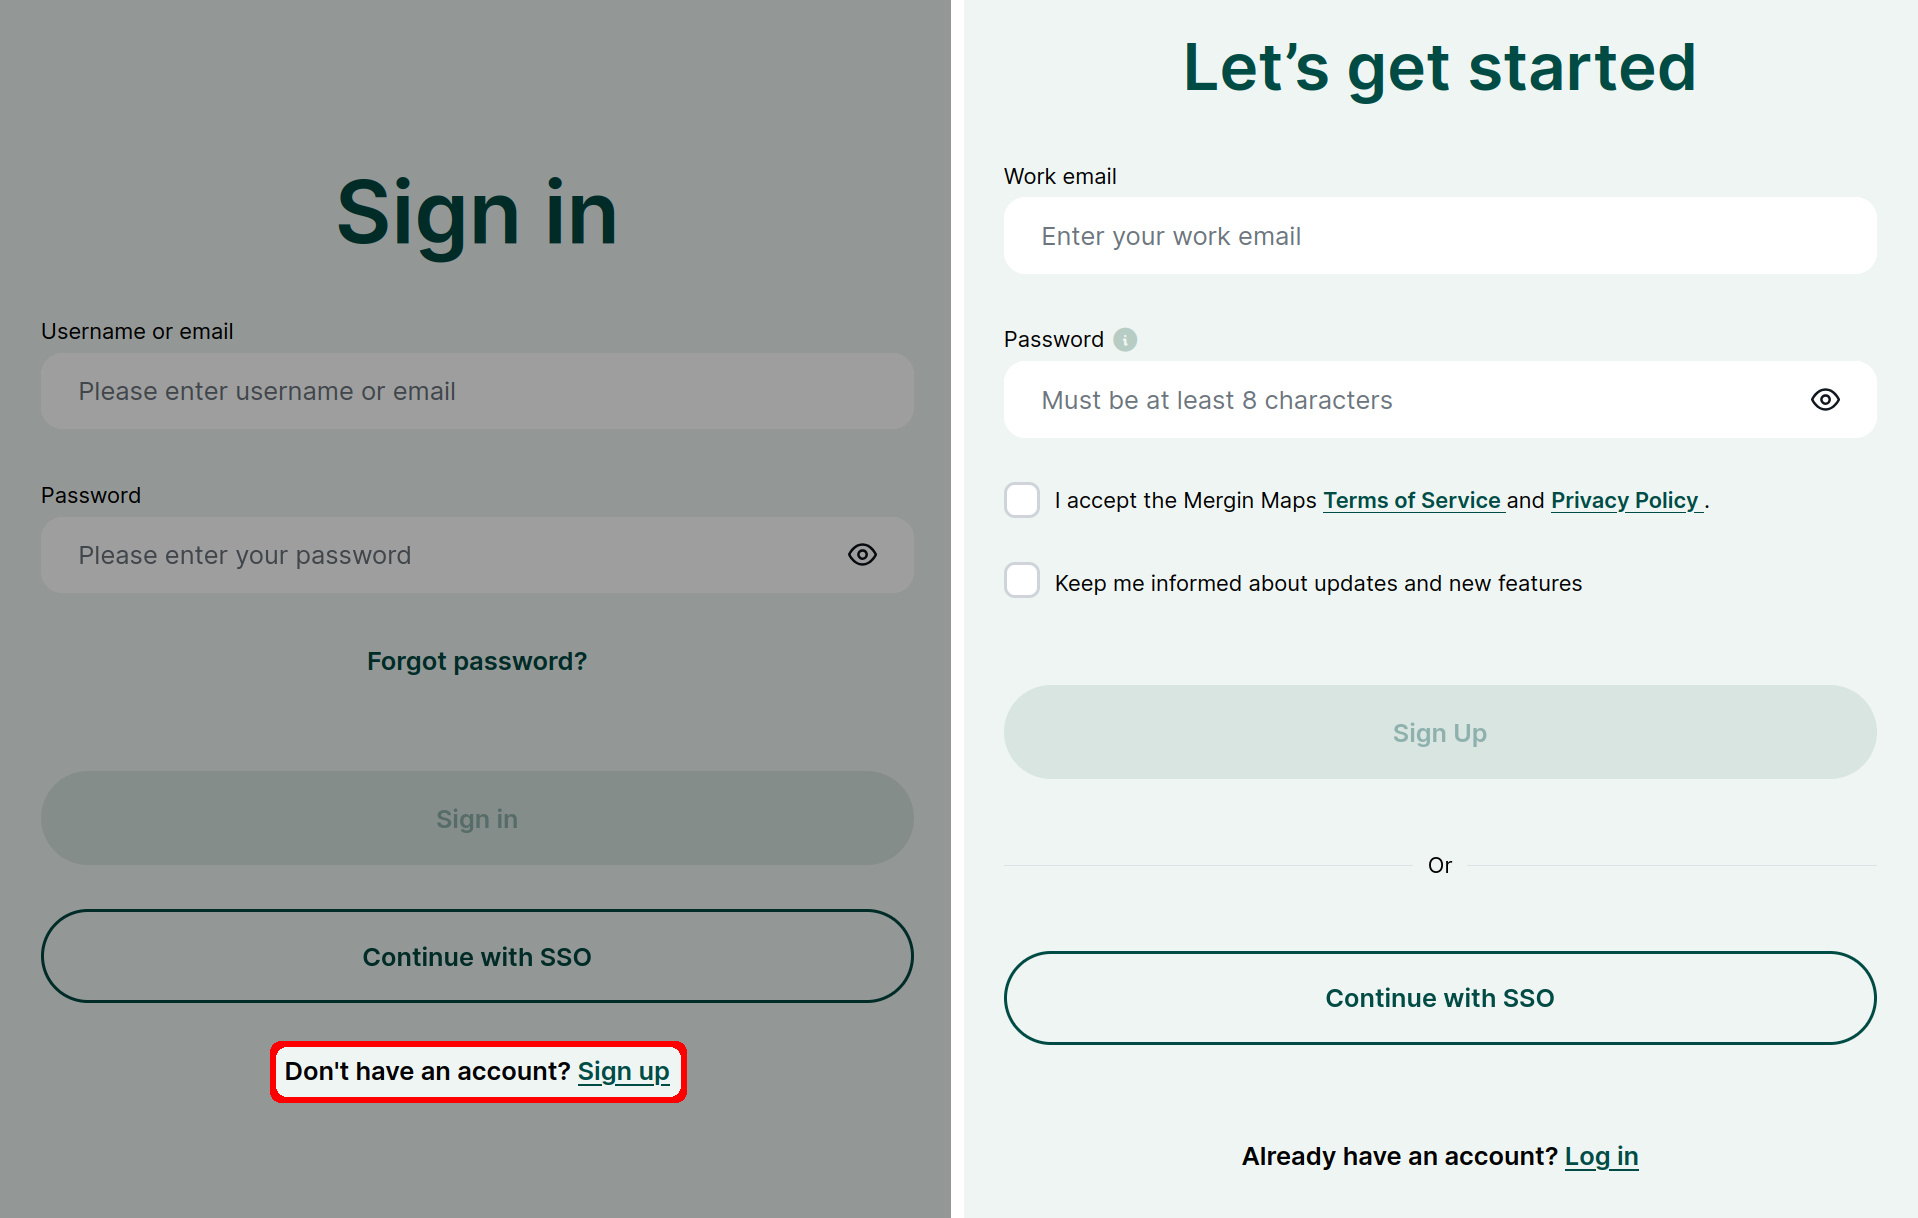 Sign in
Username or email
Please enter username or email
Password
Please enter your password
Forgot password?
Sign in
Continue with SSO
Don't have an account? Sign up
Let’s get started
Work email
Enter your work email
Password i
Must be at least 8 characters
I accept the Mergin Maps Terms of Service and Privacy Policy .
Keep me informed about updates and new features
Sign Up
Or
Continue with SSO
Already have an account? Log in